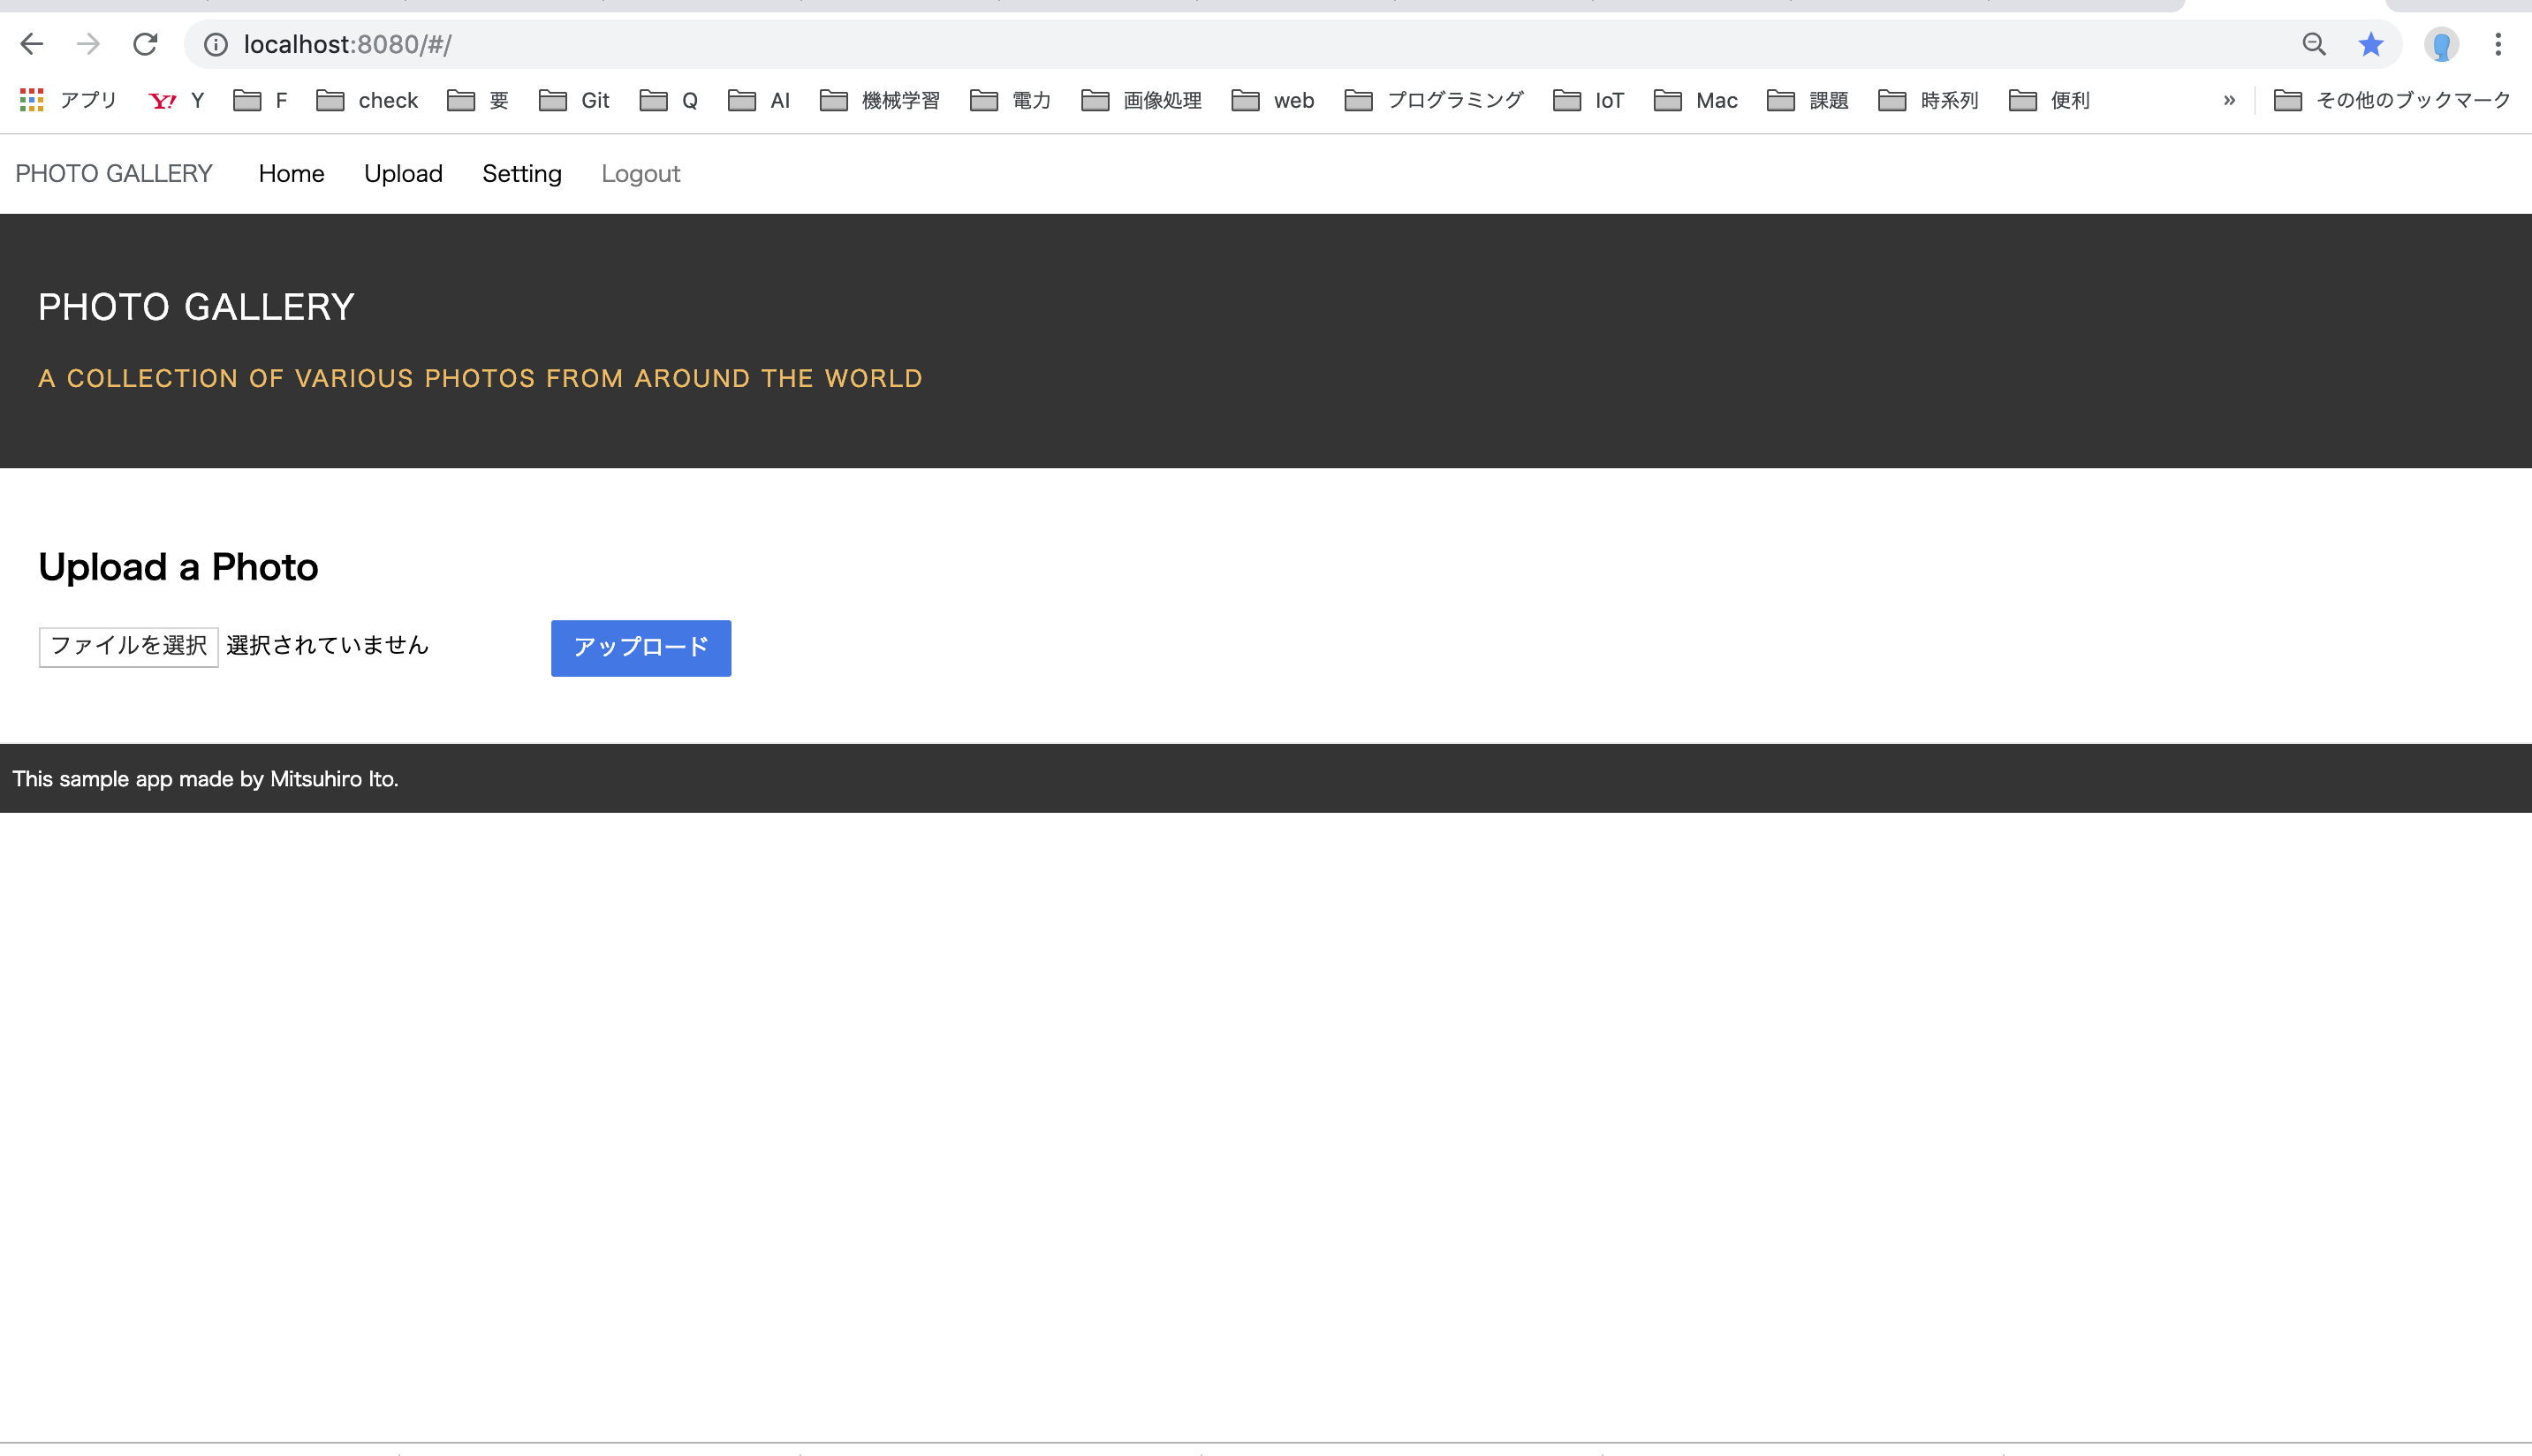 localhost:8080/#/
アプリ Y! Y F check 要 Git Q AI 機械学習 電力 画像処理 web プログラミング IoT Mac 課題 時系列 便利 » その他のブックマーク
PHOTO GALLERY Home Upload Setting Logout
PHOTO GALLERY
A COLLECTION OF VARIOUS PHOTOS FROM AROUND THE WORLD
Upload a Photo
ファイルを選択 選択されていません アップロード
This sample app made by Mitsuhiro Ito.